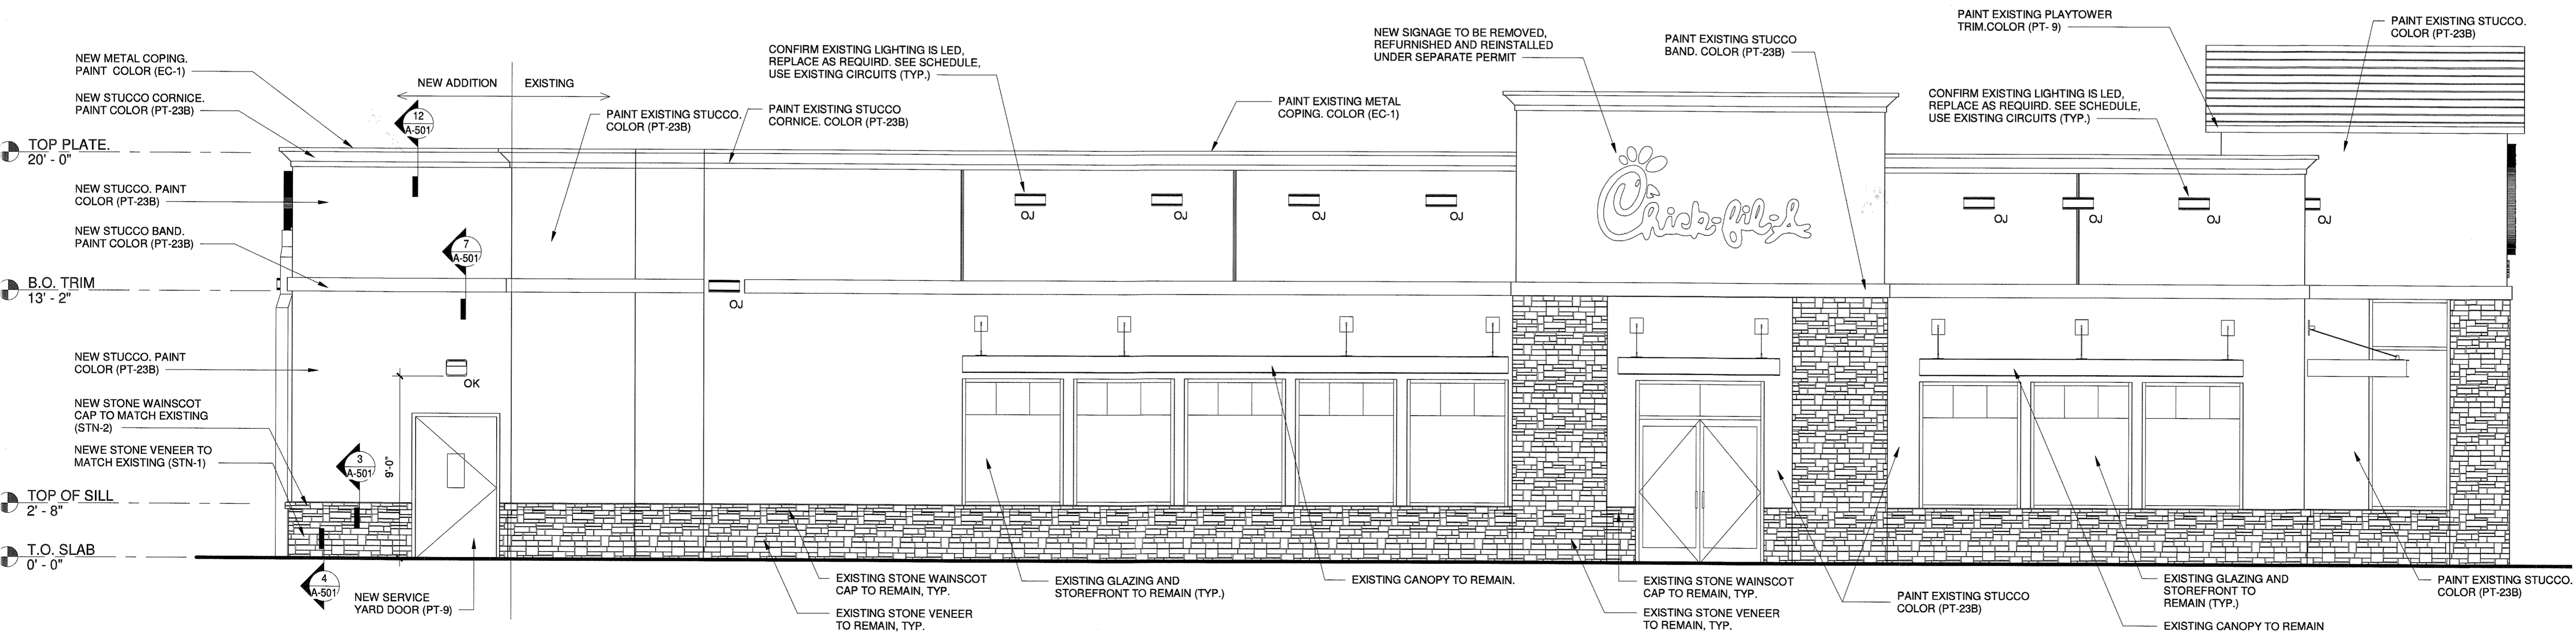 NEW METAL COPING.
PAINT COLOR (EC-1)
NEW STUCCO CORNICE.
PAINT COLOR (PT-23B)
TOP PLATE.
20' - 0"
NEW STUCCO. PAINT
COLOR (PT-23B)
NEW STUCCO BAND.
PAINT COLOR (PT-23B)
B.O. TRIM
13' - 2"
NEW STUCCO. PAINT
COLOR (PT-23B)
NEW STONE WAINSCOT
CAP TO MATCH EXISTING
(STN-2)
NEWE STONE VENEER TO
MATCH EXISTING (STN-1)
TOP OF SILL
2' - 8"
T.O. SLAB
0' - 0"
NEW ADDITION
EXISTING
12
A-501
7
A-501
OK
9'-0"
3
A-501
4
A-501
NEW SERVICE
YARD DOOR (PT-9)
PAINT EXISTING STUCCO.
COLOR (PT-23B)
CONFIRM EXISTING LIGHTING IS LED,
REPLACE AS REQUIRD. SEE SCHEDULE,
USE EXISTING CIRCUITS (TYP.)
PAINT EXISTING STUCCO
CORNICE. COLOR (PT-23B)
PAINT EXISTING METAL
COPING. COLOR (EC-1)
NEW SIGNAGE TO BE REMOVED,
REFURNISHED AND REINSTALLED
UNDER SEPARATE PERMIT
PAINT EXISTING STUCCO
BAND. COLOR (PT-23B)
PAINT EXISTING PLAYTOWER
TRIM.COLOR (PT- 9)
PAINT EXISTING STUCCO.
COLOR (PT-23B)
CONFIRM EXISTING LIGHTING IS LED,
REPLACE AS REQUIRD. SEE SCHEDULE,
USE EXISTING CIRCUITS (TYP.)
OJ
OJ
OJ
OJ
OJ
Chick-fil-A
OJ
OJ
OJ
OJ
EXISTING STONE WAINSCOT
CAP TO REMAIN, TYP.
EXISTING STONE VENEER
TO REMAIN, TYP.
EXISTING GLAZING AND
STOREFRONT TO REMAIN (TYP.)
EXISTING CANOPY TO REMAIN.
EXISTING STONE WAINSCOT
CAP TO REMAIN, TYP.
EXISTING STONE VENEER
TO REMAIN, TYP.
PAINT EXISTING STUCCO
COLOR (PT-23B)
EXISTING GLAZING AND
STOREFRONT TO
REMAIN (TYP.)
EXISTING CANOPY TO REMAIN
PAINT EXISTING STUCCO.
COLOR (PT-23B)